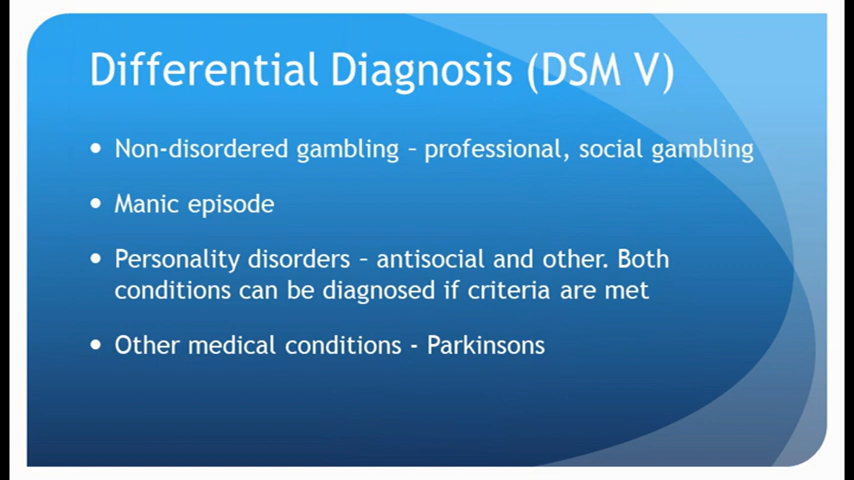 Differential Diagnosis (DSM V)
• Non-disordered gambling – professional, social gambling
• Manic episode
• Personality disorders – antisocial and other. Both
conditions can be diagnosed if criteria are met
• Other medical conditions - Parkinsons